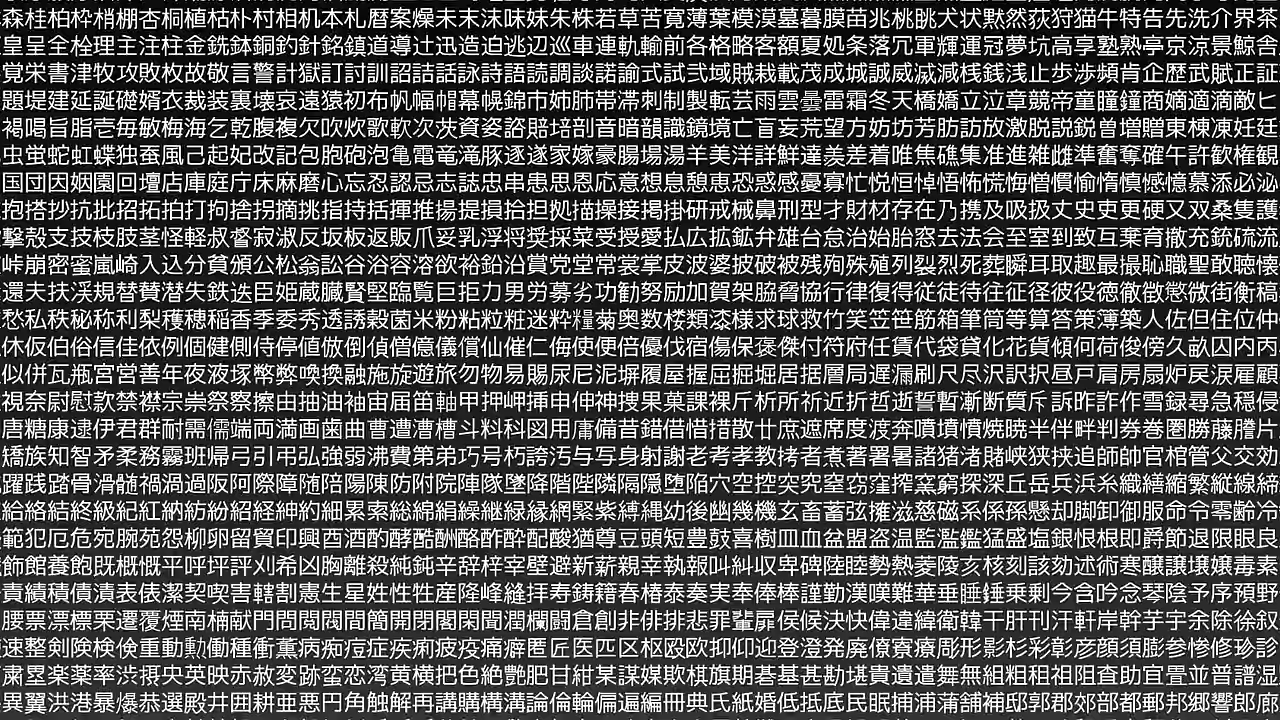 森枠枠梢棚杏桐植枯朴村相机本札暦案燥末末沫味妹朱株若草苦寛薄葉模漠墓暮膜苗兆桃眺犬状黙然荻狩猫牛特告先洗介界茶
呈呈全栓理主注柱金銑鉢銅釣針銘鎮道導辻迅造迫逃辺巡車連軌輸前各格略客額夏処条落冗軍輝運冠夢坑高享塾熟亭京涼景鯨舎
覚栄書津牧攻敗枚故敬言警計獄訂討訓詔詰話詠詩語読調談諾諭式試弐域賊栽載茂成城誠威滅減桟銭浅止歩渉頻肯企歴武賦正証
題堤建延誕礎婿衣裁装裏壊哀遠猿初布帆幅帽幕幌錦市姉肺帯滞刺制製転芸雨雲曇雷霜冬天橋嬌立泣章競帝童瞳鐘商嫡適滴敵匕
褐喝旨脂壱毎敏梅海乞乾腹複欠吹炊歌軟次茨資姿諮賠培剖音暗韻識鏡境亡盲妄荒望方妨坊芳肪訪放激脱説鋭曽増贈東棟凍妊廷
虫蛍蛇虹蝶独蚕風己起妃改記包胞砲泡亀電竜滝豚逐遂家嫁豪腸場湯羊美洋詳鮮達羨差着唯焦礁集准進雑雌準奮奪確午許歓権観
国団因姻園回壇店庫庭庁床麻磨心忘忍認忌志誌忠串患思恩応意想息憩恵恐惑感憂寡忙悦恒悼悟怖慌悔憎慣愉惰慎憾憶慕添必泌
抱搭抄抗批招拓拍打拘捨拐摘挑指持括揮推揚提損拾担拠描操接掲掛研戒械鼻刑型才財材存在乃携及吸扱丈史吏更硬又双桑隻護
撃殻支技枝肢茎怪軽叔督寂淑反坂板返販爪妥乳浮将奨採菜受授愛払広拡鉱弁雄台怠治始胎窓去法会至室到致互棄育撤充銃硫流
峠崩密蜜嵐崎入込分貧頒公松翁訟谷浴容溶欲裕鉛沿賞党堂常裳掌皮波婆披破被残殉殊殖列裂烈死葬瞬耳取趣最撮恥職聖敢聴懐
還夫扶渓規替賛潜失鉄迭臣姫蔵臓賢堅臨覧巨拒力男労募劣功勧努励加賀架脇脅協行律復得従徒待往征径彼役徳徹徴懲微街衝稿
愁私秩秘称利梨穫穂稲香季委秀透誘穀菌米粉粘粒粧迷粋糧菊奥数楼類漆様求球救竹笑笠笹筋箱筆筒等算答策簿築人佐但住位仲
休仮伯俗信佳依例個健側侍停値倣倒偵僧億儀償仙催仁侮使便倍優伐宿傷保褒傑付符府任賃代袋貸化花貨傾何荷俊傍久畝囚内丙
似併瓦瓶宮営善年夜液塚幣弊喚換融施旋遊旅勿物易賜尿尼泥塀履屋握屈掘堀居据層局遅漏刷尺尽沢訳択昼戸肩房扇炉戻涙雇顧
視奈尉慰款禁襟宗崇祭察擦由抽油袖宙届笛軸甲押岬挿申伸神捜果菓課裸斤析所祈近折哲逝誓暫漸断質斥訴昨詐作雪録尋急穏侵
唐糖康逮伊君群耐需儒端両満画歯曲曹遭漕槽斗料科図用庸備昔錯借惜措散廿庶遮席度渡奔噴墳憤焼暁半伴畔判券巻圏勝藤謄片
矯族知智矛柔務霧班帰弓引弔弘強弱沸費第弟巧号朽誇汚与写身射謝老考孝教拷者煮著署暑諸猪渚賭峡狭挟追師帥官棺管父交効
躍践踏骨滑髄禍渦過阪阿際障随陪陽陳防附院陣隊墜降階陛隣隔隠堕陥穴空控突究窒窃窪搾窯窮探深丘岳兵浜糸織繕縮繁縦線締
給絡結終級紀紅納紡紛紹経紳約細累索総綿絹繰継緑縁網緊紫縛縄幼後幽幾機玄畜蓄弦擁滋慈磁系係孫懸却脚卸御服命令零齢冷
範犯厄危宛腕苑怨柳卵留貿印興酉酒酌酵酷酬酪酢酔配酸猶尊豆頭短豊鼓喜樹皿血盆盟盗温監濫鑑猛盛塩銀恨根即爵節退限眼良
飾館養飽既概慨平呼坪評刈希凶胸離殺純鈍辛辞梓宰壁避新薪親幸執報叫糾収卑碑陸睦勢熱菱陵亥核刻該劾述術寒醸譲壌嬢毒素
責績積債漬表俵潔契喫害轄割憲生星姓性牲産隆峰縫拝寿鋳籍春椿泰奏実奉俸棒謹勤漢嘆難華垂睡錘乗剰今含吟念琴陰予序預野
腰票漂標栗遷覆煙南楠献門問閲閥間簡開閉閣閑聞潤欄闘倉創非俳排悲罪輩扉侯候決快偉違緯衛韓干肝刊汗軒岸幹芋宇余除徐叙
速整剣険検倹重動勲働種衝薫病痴痘症疾痢疲疫痛癖匿匠医匹区枢殴欧抑仰迎登澄発廃僚寮療彫形影杉彩彰彦顔須膨参惨修珍診
粛塁楽薬率渋摂央英映赤赦変跡蛮恋湾黄横把色絶艶肥甘紺某謀媒欺棋旗期碁基甚勘堪貴遺遣舞無組粗租祖阻査助宜畳並普譜湿
異翼洪港暴爆恭選殿井囲耕亜悪円角触解再講購構溝論倫輪偏遍編冊典氏紙婚低抵底民眠捕浦蒲舗補邸郭郡郊部都郵邦郷響郎廊